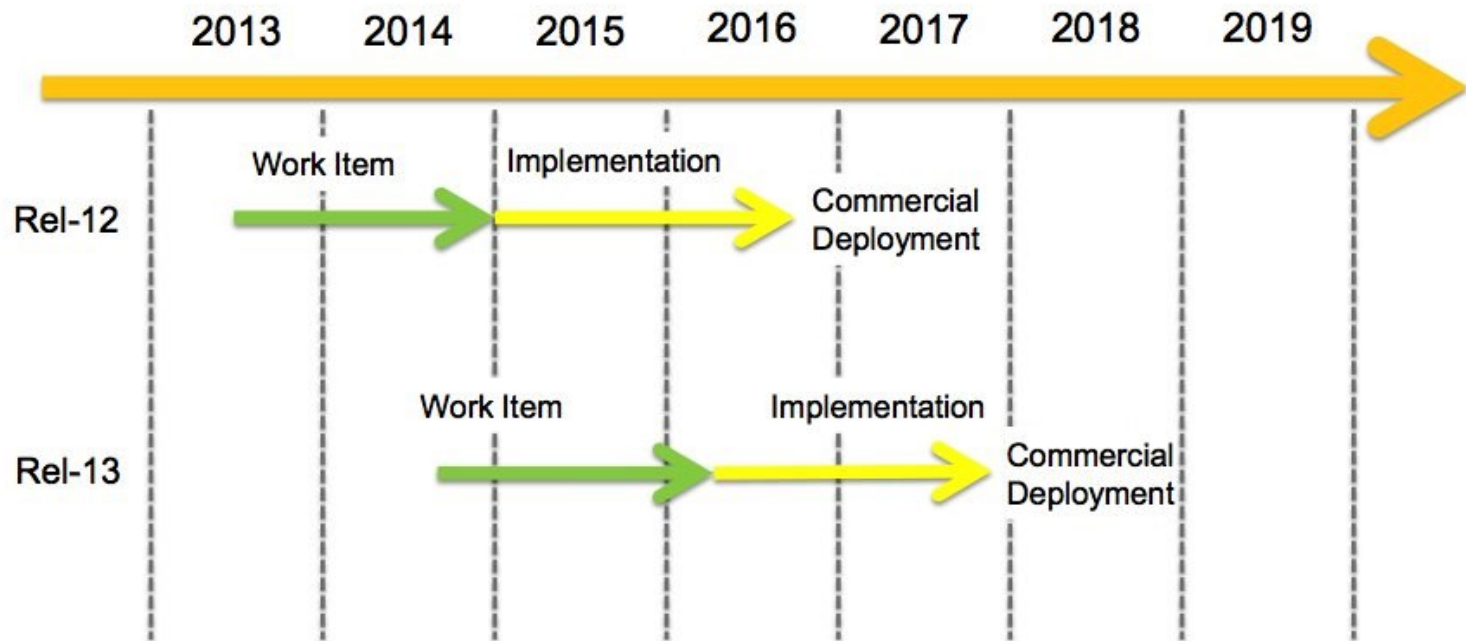 2013 2014 2015 2016 2017 2018 2019
Work Item Implementation
Rel-12
Commercial
Deployment
Work Item Implementation
Rel-13
Commercial
Deployment